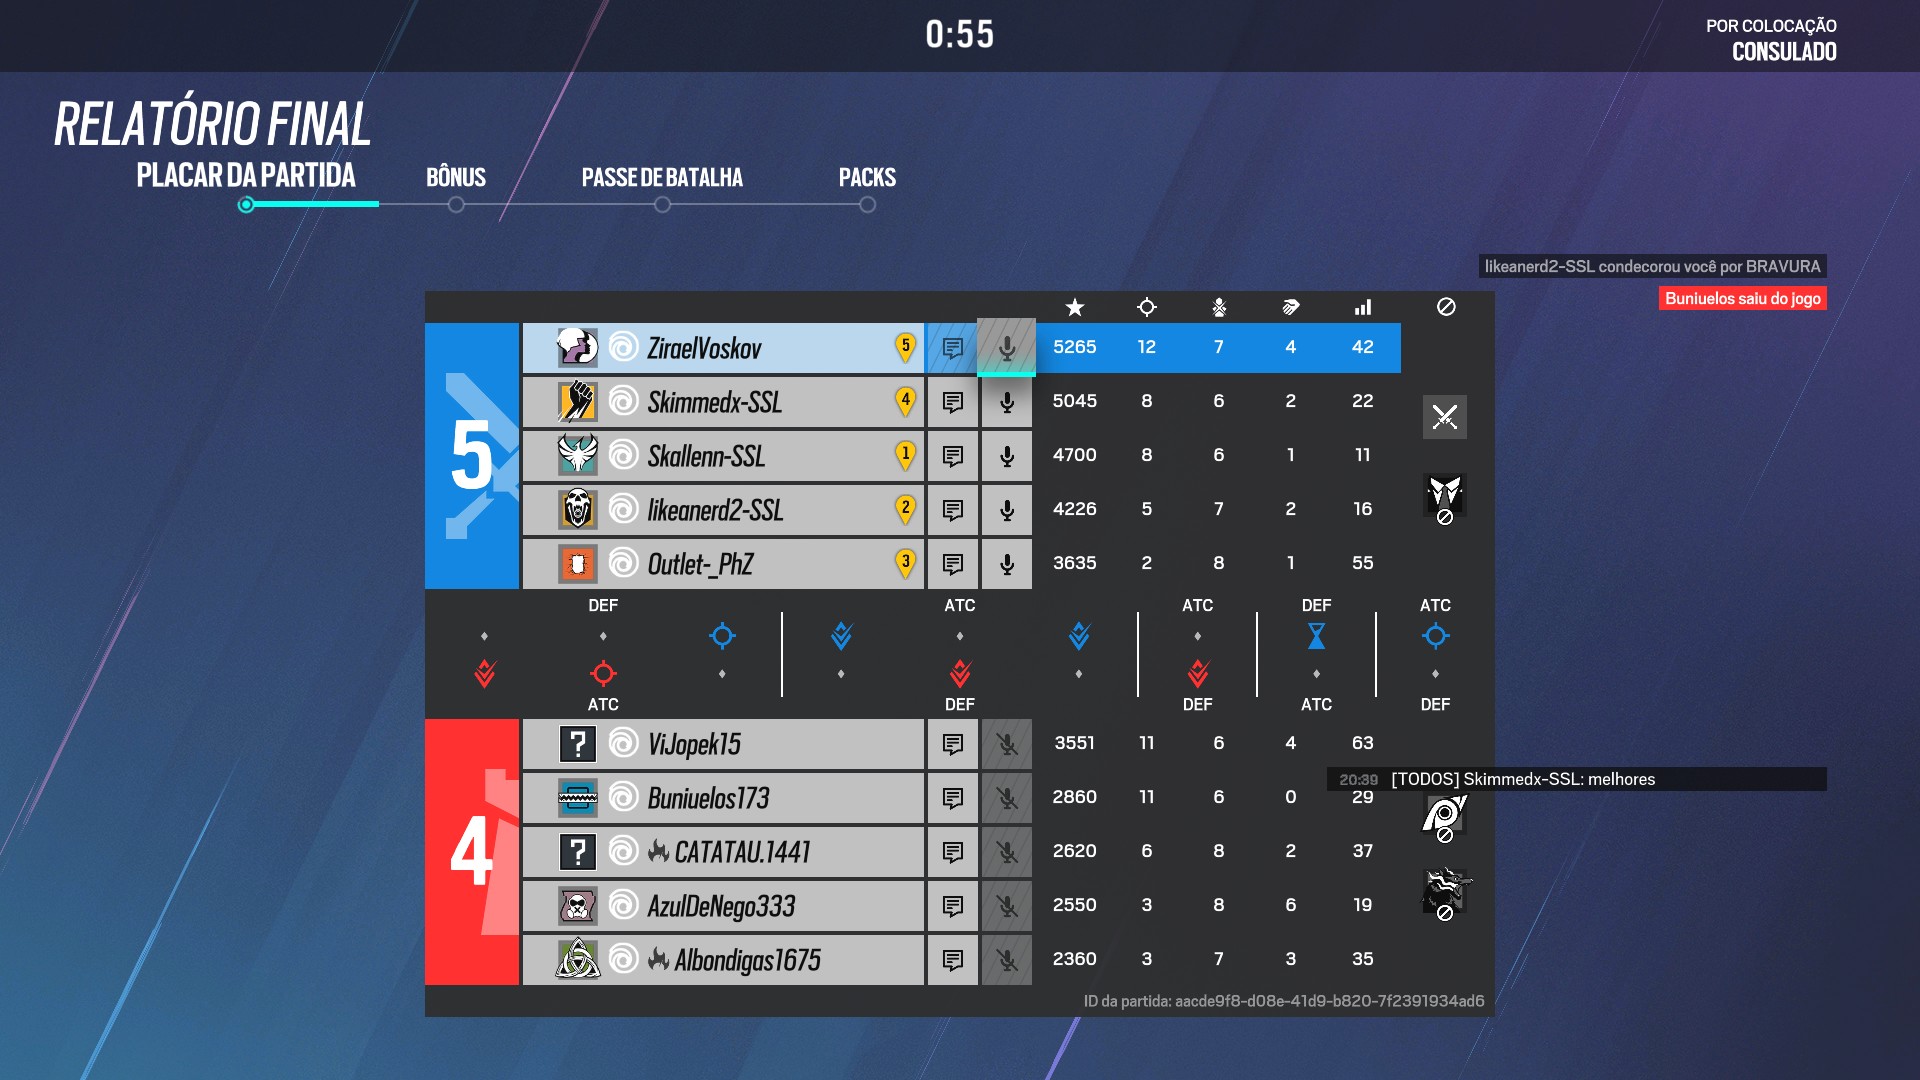 0:55
POR COLOCAÇÃO
CONSULADO
RELATÓRIO FINAL
PLACAR DA PARTIDA
BÔNUS
PASSE DE BATALHA
PACKS
likeanerd2-SSL condecorou você por BRAVURA
Buniuelos saiu do jogo
5
ZiraelVoskov 5 5265 12 7 4 42
Skimmedx-SSL 4 5045 8 6 2 22
Skallenn-SSL 1 4700 8 6 1 11
likeanerd2-SSL 2 4226 5 7 2 16
Outlet-_PhZ 3 3635 2 8 1 55
DEF ATC ATC DEF ATC
ATC DEF DEF ATC DEF
4
ViJopek15 3551 11 6 4 63
20:39 [TODOS] Skimmedx-SSL: melhores
Buniuelos173 2860 11 6 0 29
? CATATAU.1441 2620 6 8 2 37
AzulDeNego333 2550 3 8 6 19
Albondigas1675 2360 3 7 3 35
ID da partida: aacde9f8-d08e-41d9-b820-7f2391934ad6